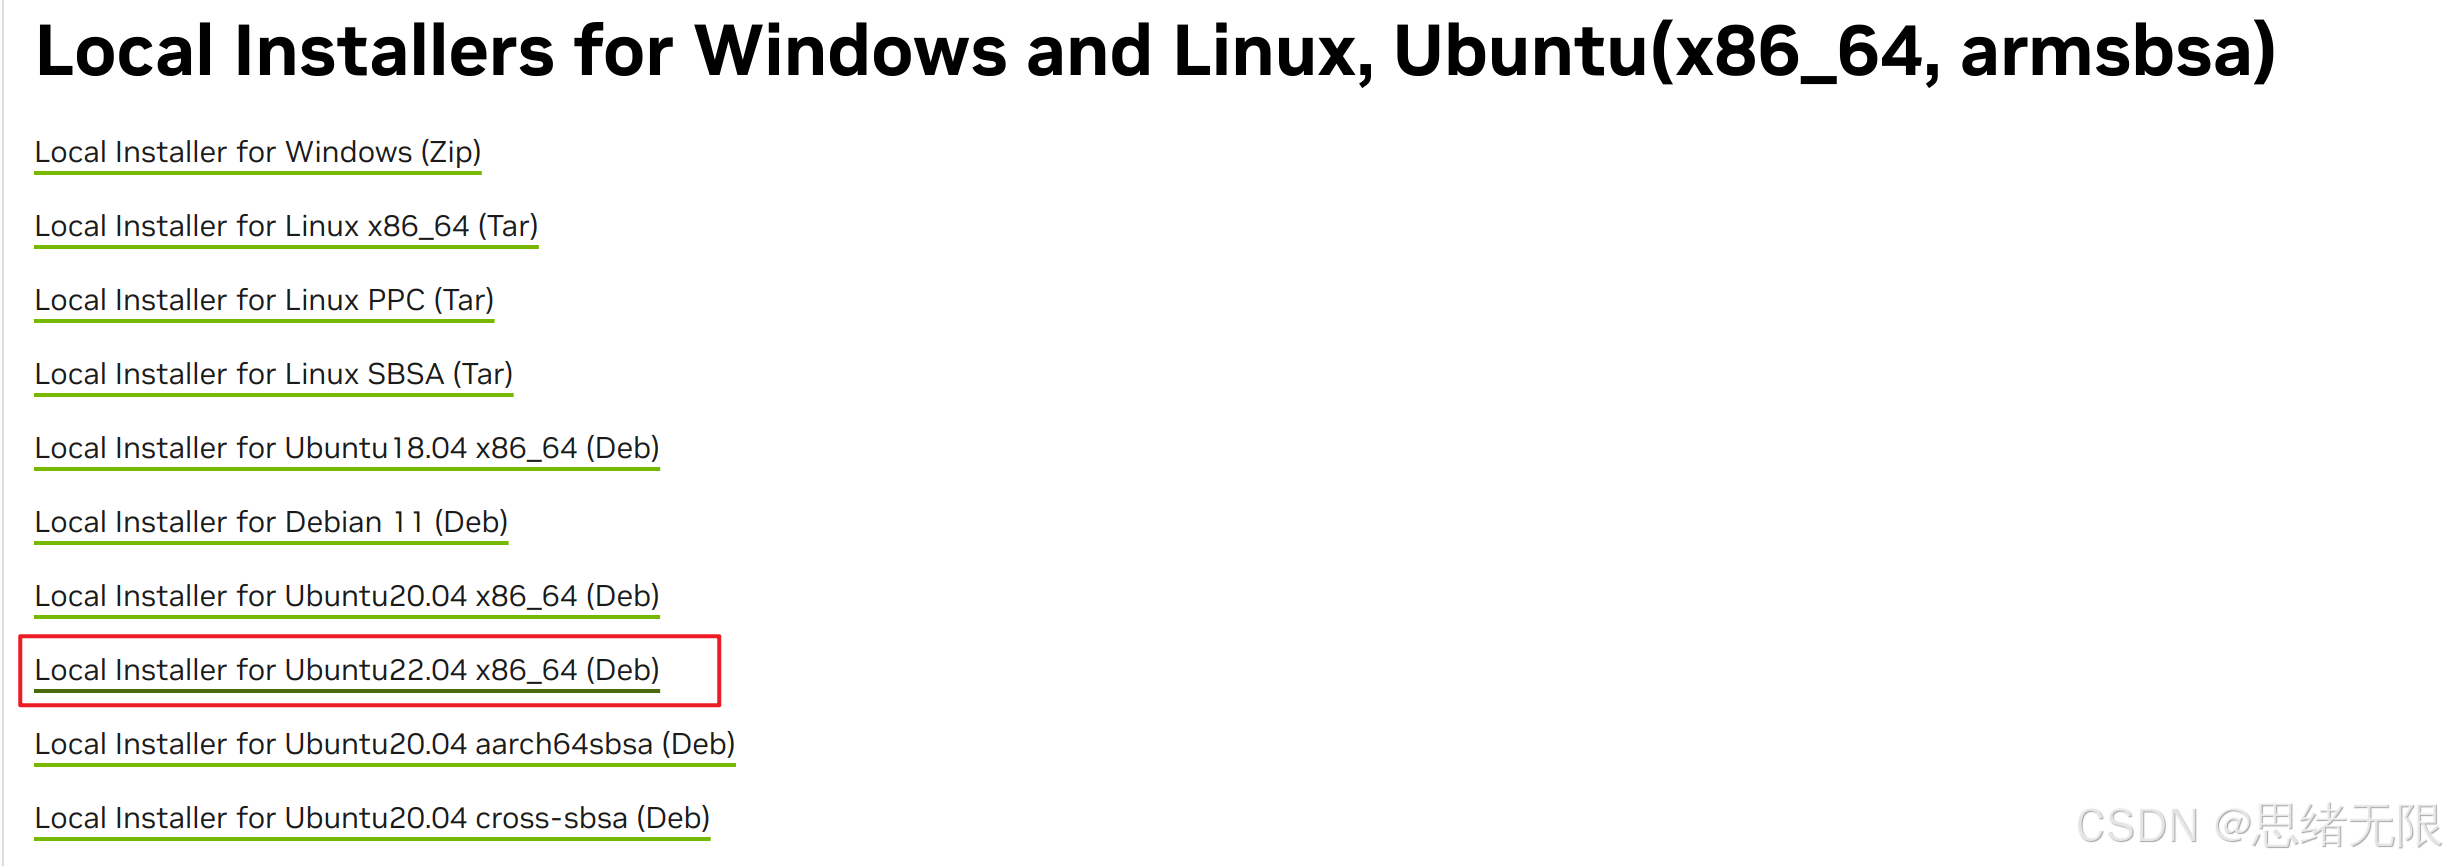 Local Installers for Windows and Linux, Ubuntu(x86_64, armsbsa)
Local Installer for Windows (Zip)
Local Installer for Linux x86_64 (Tar)
Local Installer for Linux PPC (Tar)
Local Installer for Linux SBSA (Tar)
Local Installer for Ubuntu18.04 x86_64 (Deb)
Local Installer for Debian 11 (Deb)
Local Installer for Ubuntu20.04 x86_64 (Deb)
Local Installer for Ubuntu22.04 x86_64 (Deb)
Local Installer for Ubuntu20.04 aarch64sbsa (Deb)
Local Installer for Ubuntu20.04 cross-sbsa (Deb)
CSDN @思绪无限